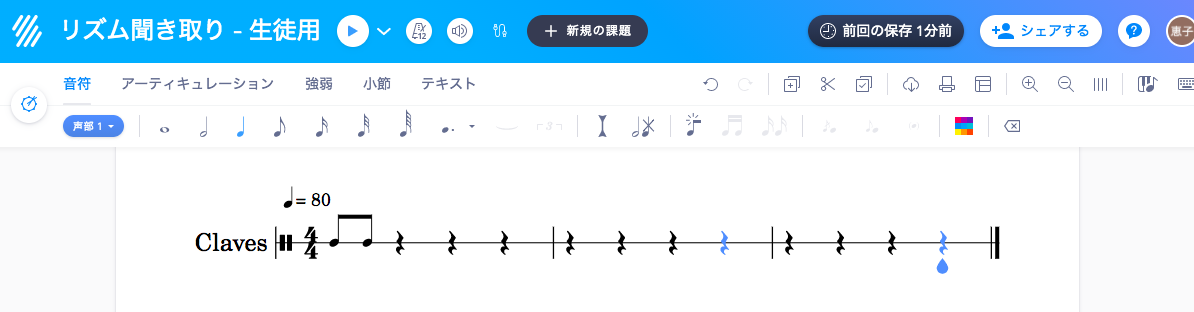 リズム聞き取り - 生徒用
+ 新規の課題
前回の保存 1分前
シェアする
?
恵子
音符 アーティキュレーション 強弱 小節 テキスト
声部 1
3
= 80
Claves
4
4